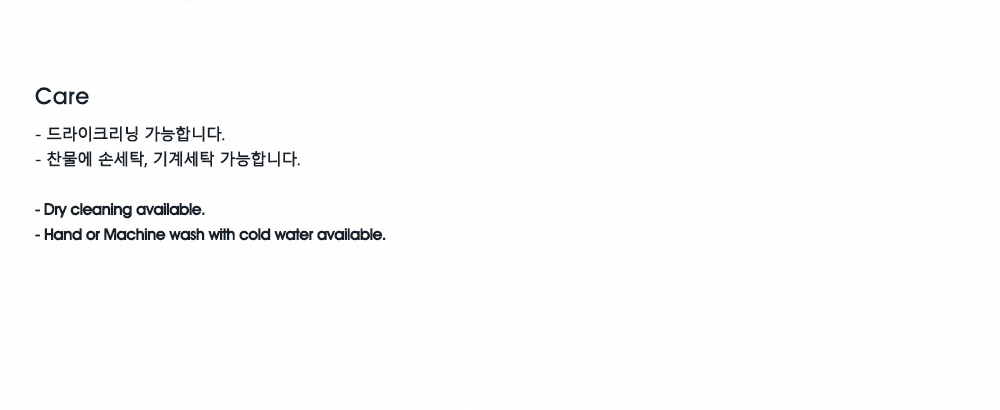 Care
- 드라이크리닝 가능합니다.
- 찬물에 손세탁, 기계세탁 가능합니다.
- Dry cleaning available.
- Hand or Machine wash with cold water available.